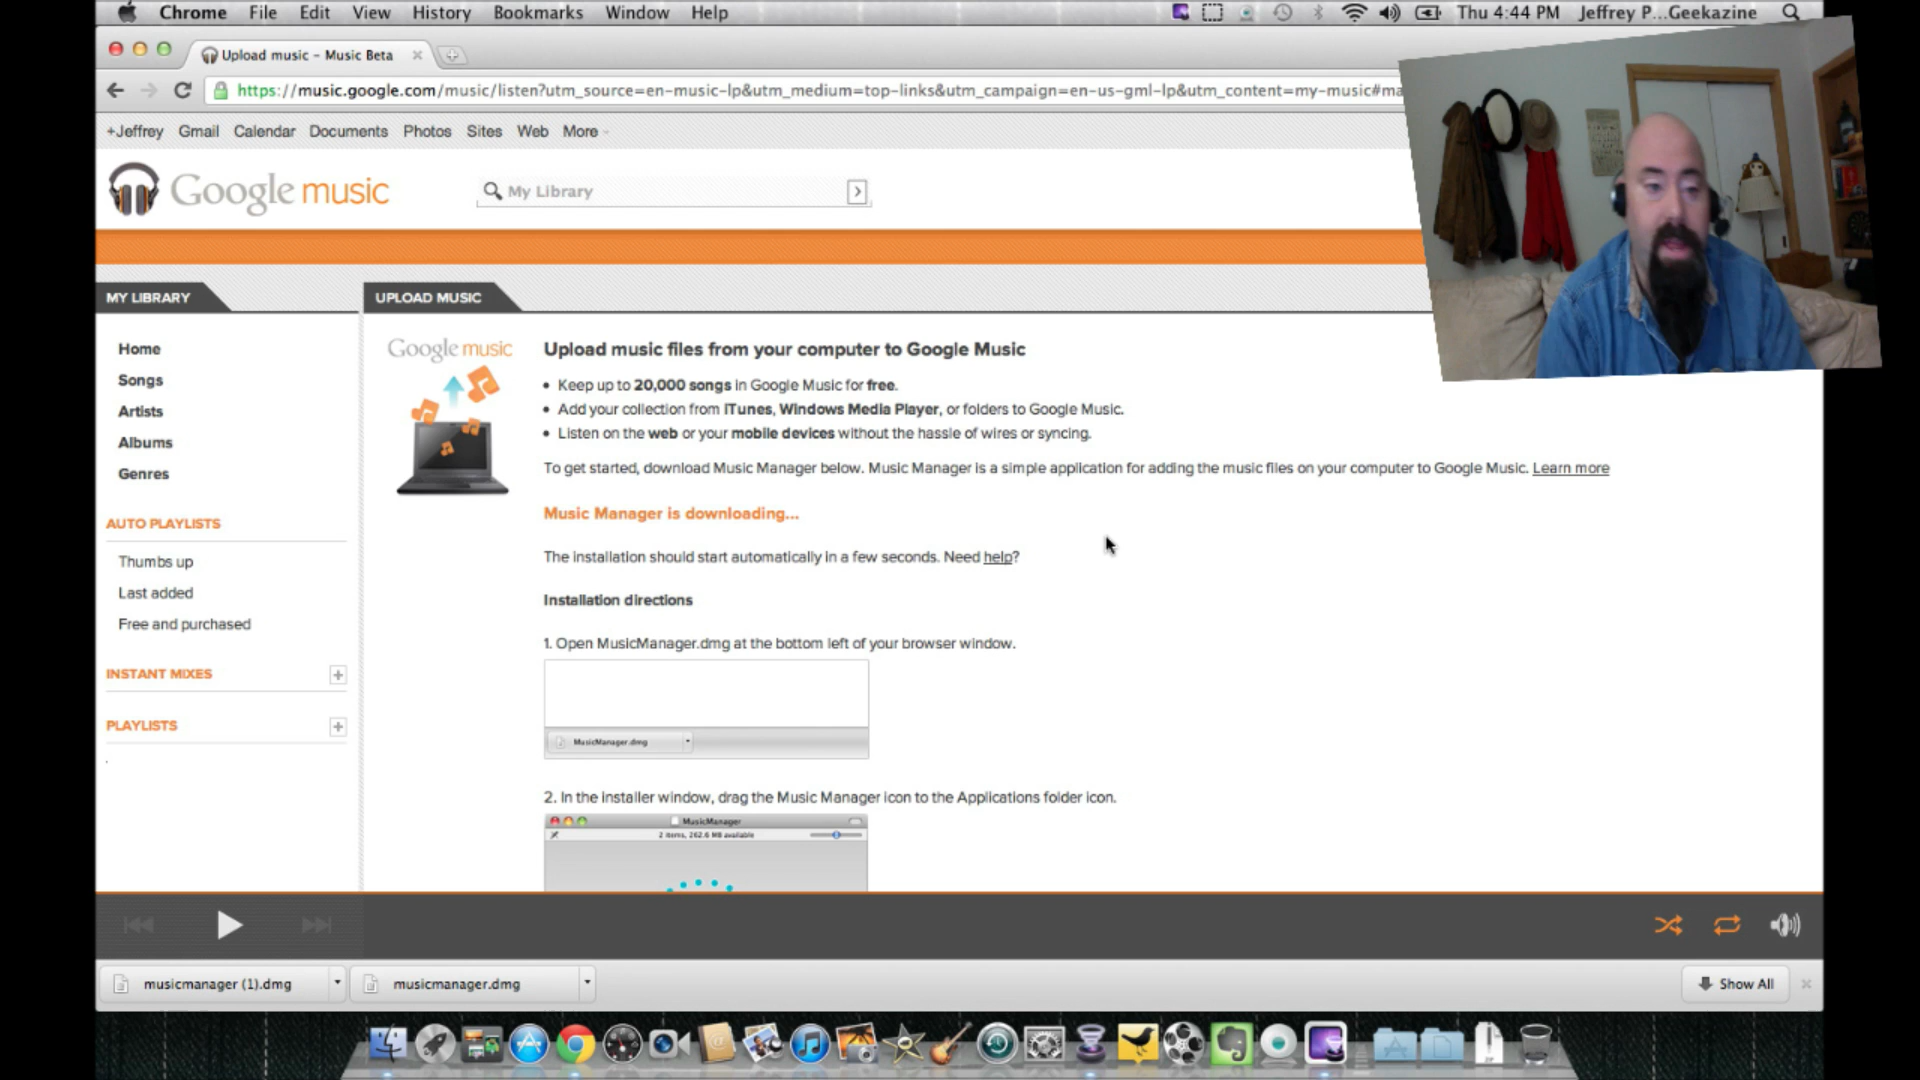 Chrome File Edit View History Bookmarks Window Help Thu 4:44 PM Jeffrey P...Geekazine
Upload music – Music Beta
https://music.google.com/music/listen?utm_source=en-music-lp&utm_medium=top-links&utm_campaign=en-us-gml-lp&utm_content=my-music#ma
+Jeffrey Gmail Calendar Documents Photos Sites Web More
Google music
My Library
MY LIBRARY
Home
Songs
Artists
Albums
Genres
AUTO PLAYLISTS
Thumbs up
Last added
Free and purchased
INSTANT MIXES
PLAYLISTS
UPLOAD MUSIC
Google music
Upload music files from your computer to Google Music
• Keep up to 20,000 songs in Google Music for free.
• Add your collection from iTunes, Windows Media Player, or folders to Google Music.
• Listen on the web or your mobile devices without the hassle of wires or syncing.
To get started, download Music Manager below. Music Manager is a simple application for adding the music files on your computer to Google Music. Learn more
Music Manager is downloading...
The installation should start automatically in a few seconds. Need help?
Installation directions
1. Open MusicManager.dmg at the bottom left of your browser window.
MusicManager.dmg
2. In the installer window, drag the Music Manager icon to the Applications folder icon.
MusicManager
2 items, 262.6 MB available
musicmanager (1).dmg musicmanager.dmg Show All